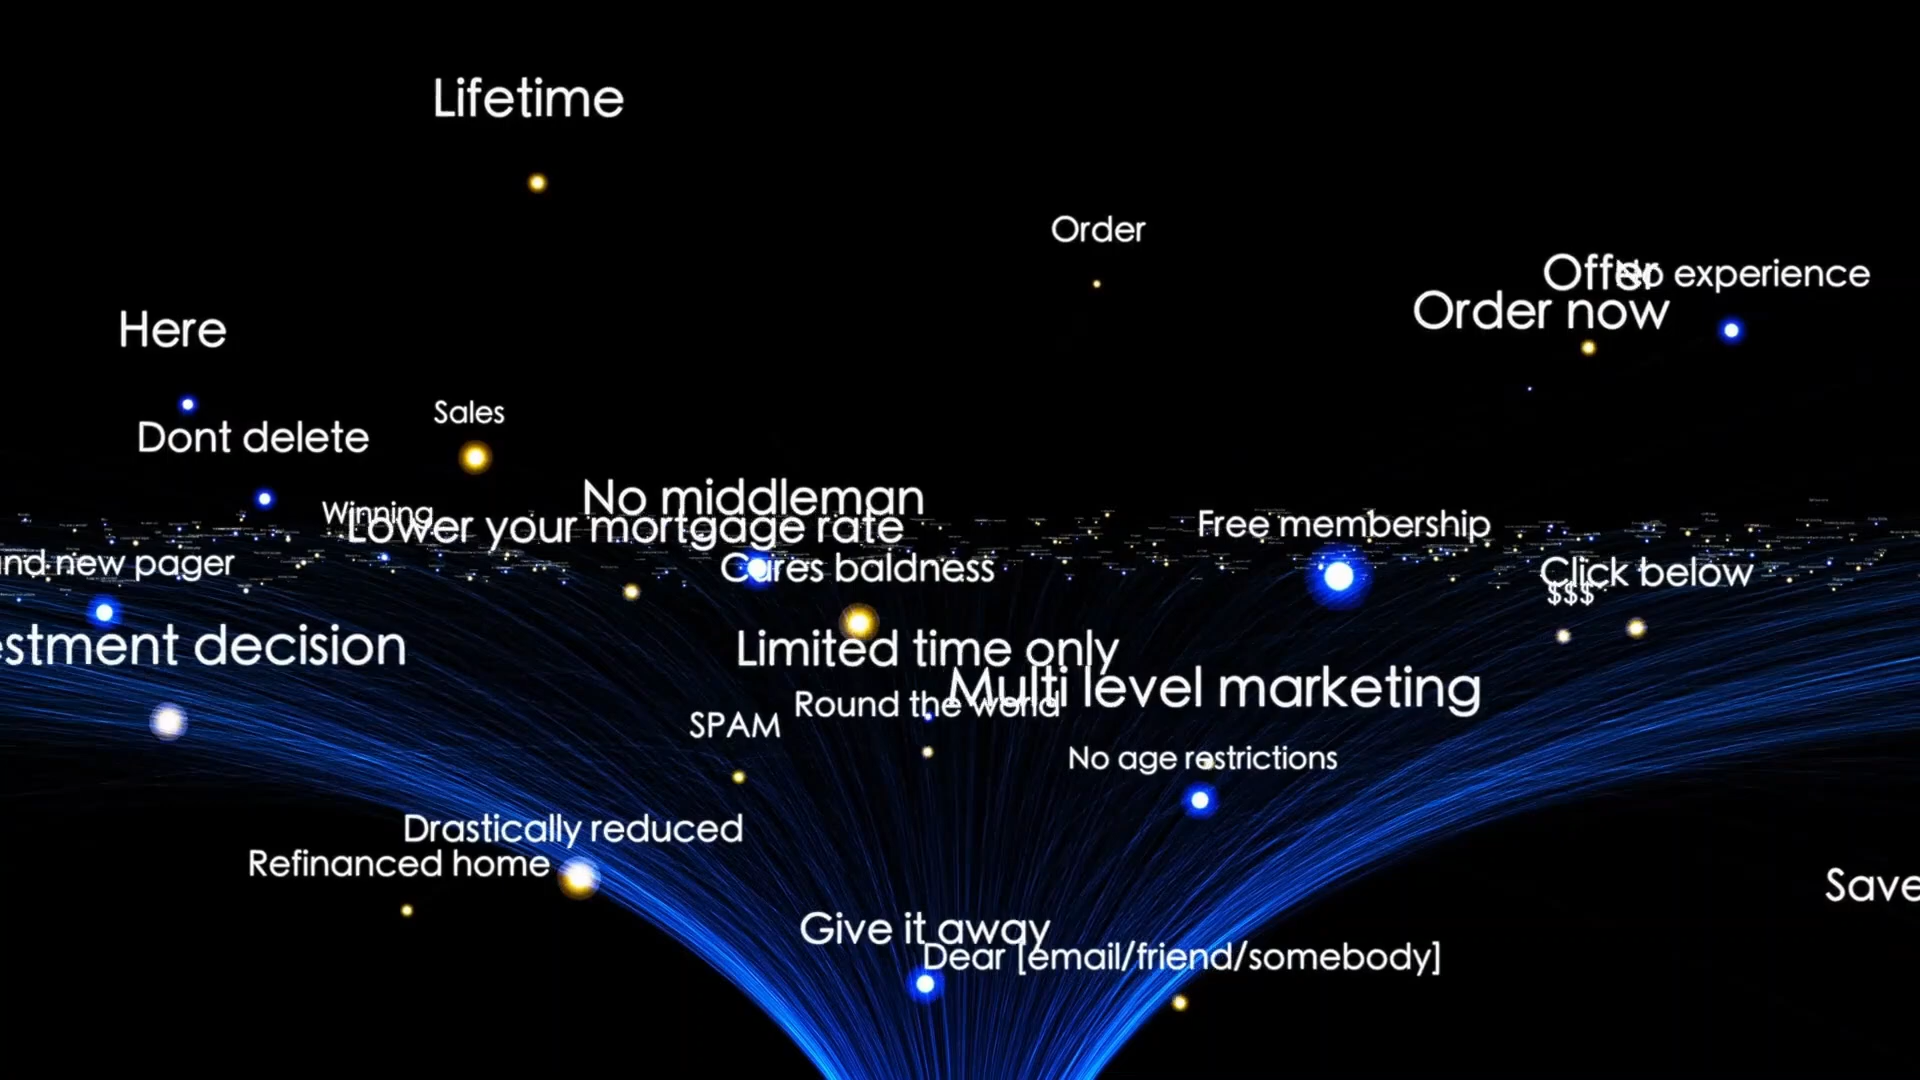 Lifetime
Order
Offer
No experience
Order now
Here
Sales
Dont delete
No middleman
Winning
Lower your mortgage rate
Free membership
nd new pager
Cures baldness
Click below
$$$
estment decision
Limited time only
Multi level marketing
Round the world
SPAM
No age restrictions
Drastically reduced
Refinanced home
Save
Give it away
Dear [email/friend/somebody]